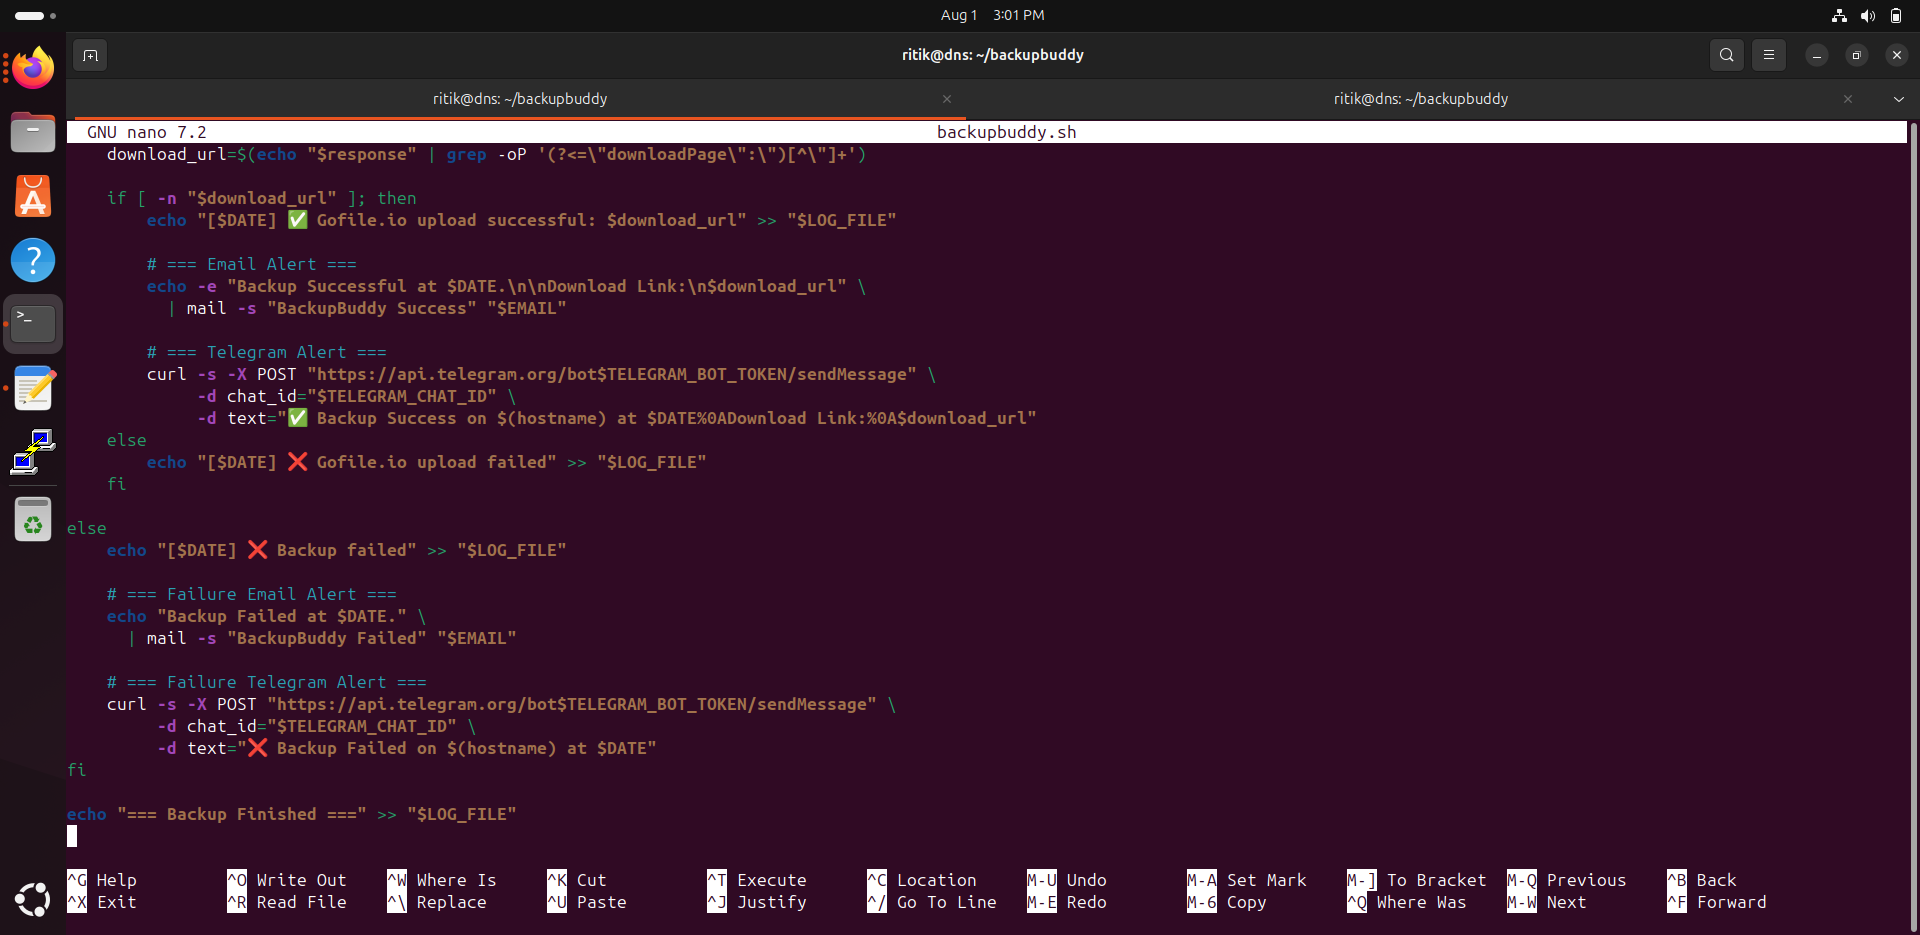 Aug 1 3:01 PM
ritik@dns: ~/backupbuddy
ritik@dns: ~/backupbuddy
ritik@dns: ~/backupbuddy
GNU nano 7.2 backupbuddy.sh
    download_url=$(echo "$response" | grep -oP '(?<=\"downloadPage\":\")[^\"]+')
    if [ -n "$download_url" ]; then
        echo "[$DATE] ✅ Gofile.io upload successful: $download_url" >> "$LOG_FILE"
        # === Email Alert ===
        echo -e "Backup Successful at $DATE.\n\nDownload Link:\n$download_url" \
          | mail -s "BackupBuddy Success" "$EMAIL"
        # === Telegram Alert ===
        curl -s -X POST "https://api.telegram.org/bot$TELEGRAM_BOT_TOKEN/sendMessage" \
             -d chat_id="$TELEGRAM_CHAT_ID" \
             -d text="✅ Backup Success on $(hostname) at $DATE%0ADownload Link:%0A$download_url"
    else
        echo "[$DATE] ❌ Gofile.io upload failed" >> "$LOG_FILE"
    fi
else
    echo "[$DATE] ❌ Backup failed" >> "$LOG_FILE"
    # === Failure Email Alert ===
    echo "Backup Failed at $DATE." \
      | mail -s "BackupBuddy Failed" "$EMAIL"
    # === Failure Telegram Alert ===
    curl -s -X POST "https://api.telegram.org/bot$TELEGRAM_BOT_TOKEN/sendMessage" \
         -d chat_id="$TELEGRAM_CHAT_ID" \
         -d text="❌ Backup Failed on $(hostname) at $DATE"
fi
echo "=== Backup Finished ===" >> "$LOG_FILE"
^G Help ^O Write Out ^W Where Is ^K Cut ^T Execute ^C Location M-U Undo M-A Set Mark M-] To Bracket M-Q Previous ^B Back
^X Exit ^R Read File ^\ Replace ^U Paste ^J Justify ^/ Go To Line M-E Redo M-6 Copy ^Q Where Was M-W Next ^F Forward